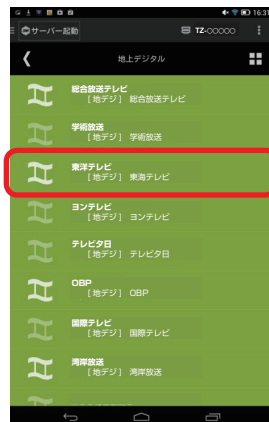 16:31
サーバー起動
TZ-00000
地上デジタル
総合放送テレビ
[地デジ] 総合放送テレビ
学術放送
[地デジ] 学術放送
東洋テレビ
[地デジ] 東海テレビ
ヨンテレビ
[地デジ] ヨンテレビ
テレビ夕日
[地デジ] テレビ夕日
OBP
[地デジ] OBP
国際テレビ
[地デジ] 国際テレビ
湾岸放送
[地デジ] 湾岸放送